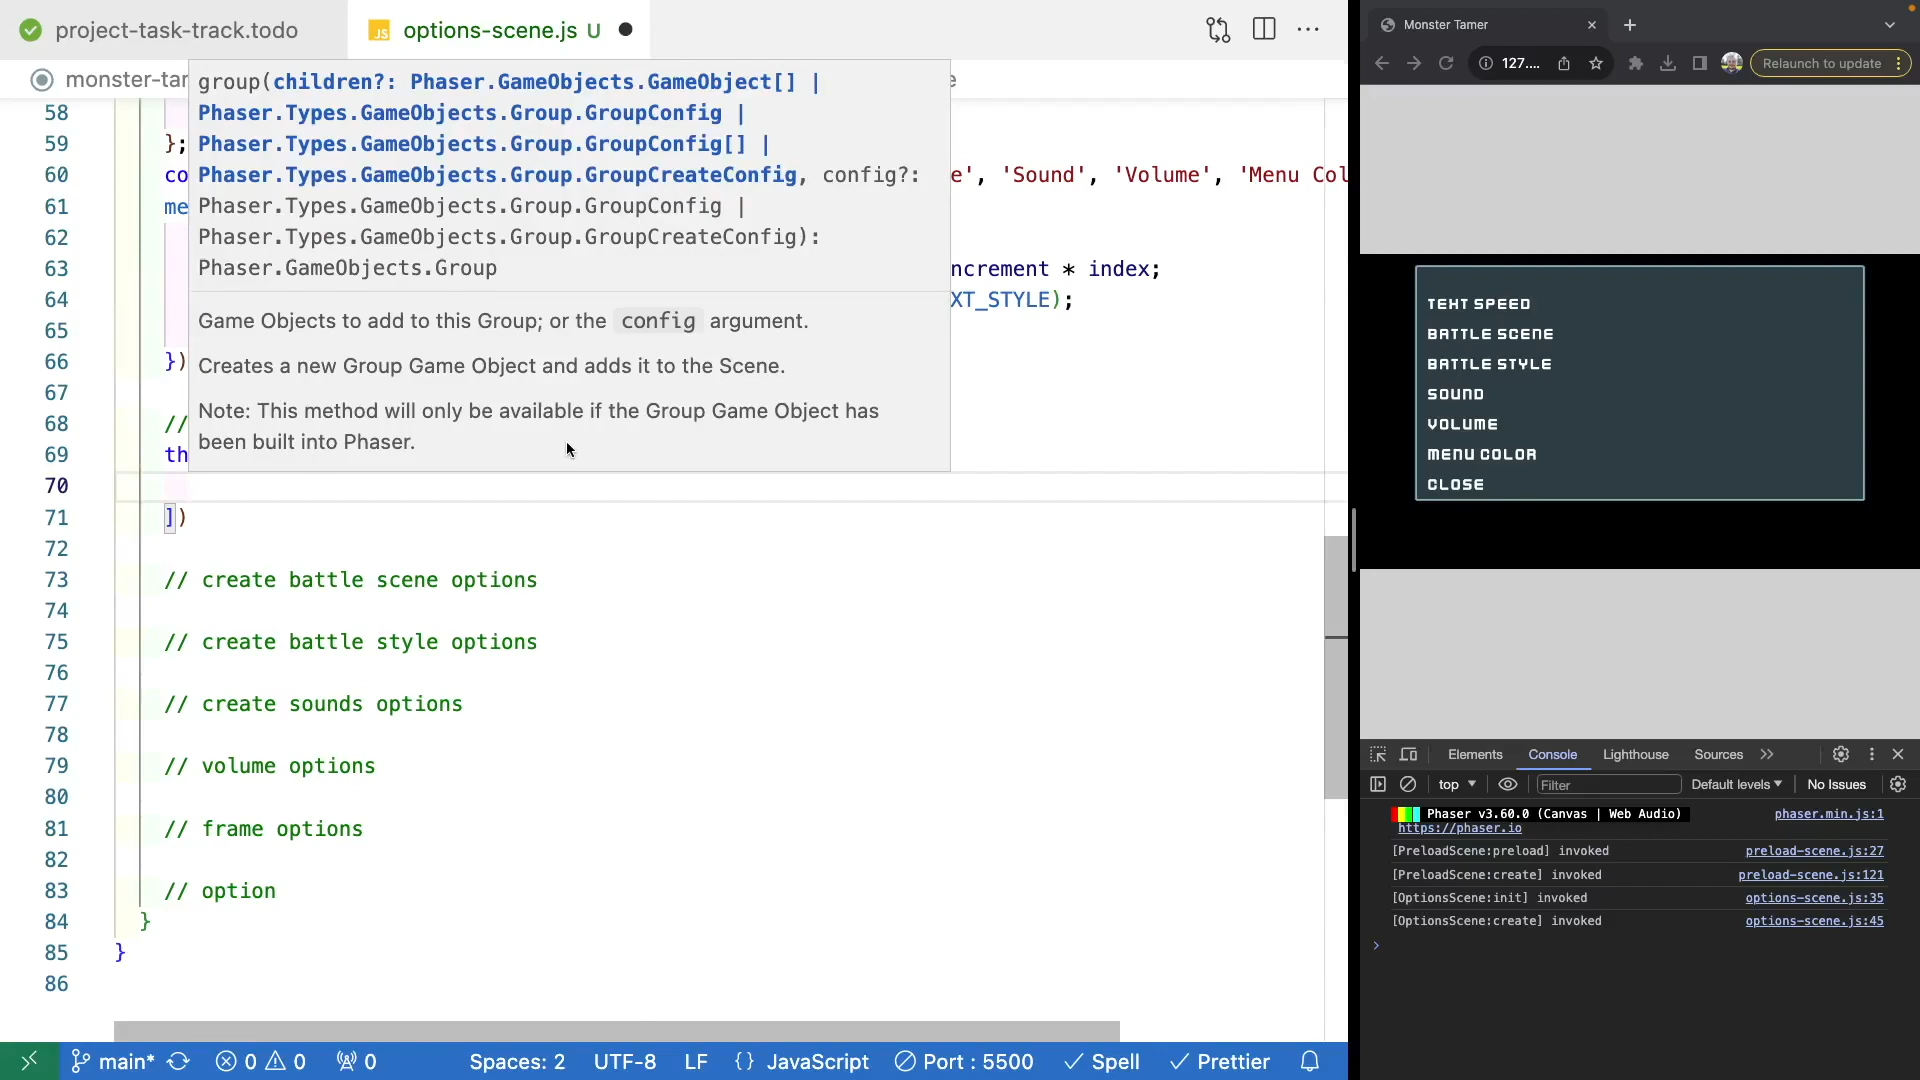 project-task-track.todo
JS options-scene.js U
monster-tar
e
group(children?: Phaser.GameObjects.GameObject[] |
Phaser.Types.GameObjects.Group.GroupConfig |
Phaser.Types.GameObjects.Group.GroupConfig[] |
Phaser.Types.GameObjects.Group.GroupCreateConfig, config?:
Phaser.Types.GameObjects.Group.GroupConfig |
Phaser.Types.GameObjects.Group.GroupCreateConfig):
Phaser.GameObjects.Group
Game Objects to add to this Group; or the config argument.
Creates a new Group Game Object and adds it to the Scene.
Note: This method will only be available if the Group Game Object has
been built into Phaser.
58
59 };
60 co e', 'Sound', 'Volume', 'Menu Col
61 me
62
63 ncrement * index;
64 XT_STYLE);
65
66 })
67
68 //
69 th
70
71 ])
72
73 // create battle scene options
74
75 // create battle style options
76
77 // create sounds options
78
79 // volume options
80
81 // frame options
82
83 // option
84 }
85 }
86
main* 0 0 0 Spaces: 2 UTF-8 LF {} JavaScript Port : 5500 Spell Prettier
Monster Tamer
127.... Relaunch to update
TEXT SPEED
BATTLE SCENE
BATTLE STYLE
SOUND
VOLUME
MENU COLOR
CLOSE
Elements Console Lighthouse Sources
top Filter Default levels No Issues
Phaser v3.60.0 (Canvas | Web Audio) phaser.min.js:1
https://phaser.io
[PreloadScene:preload] invoked preload-scene.js:27
[PreloadScene:create] invoked preload-scene.js:121
[OptionsScene:init] invoked options-scene.js:35
[OptionsScene:create] invoked options-scene.js:45